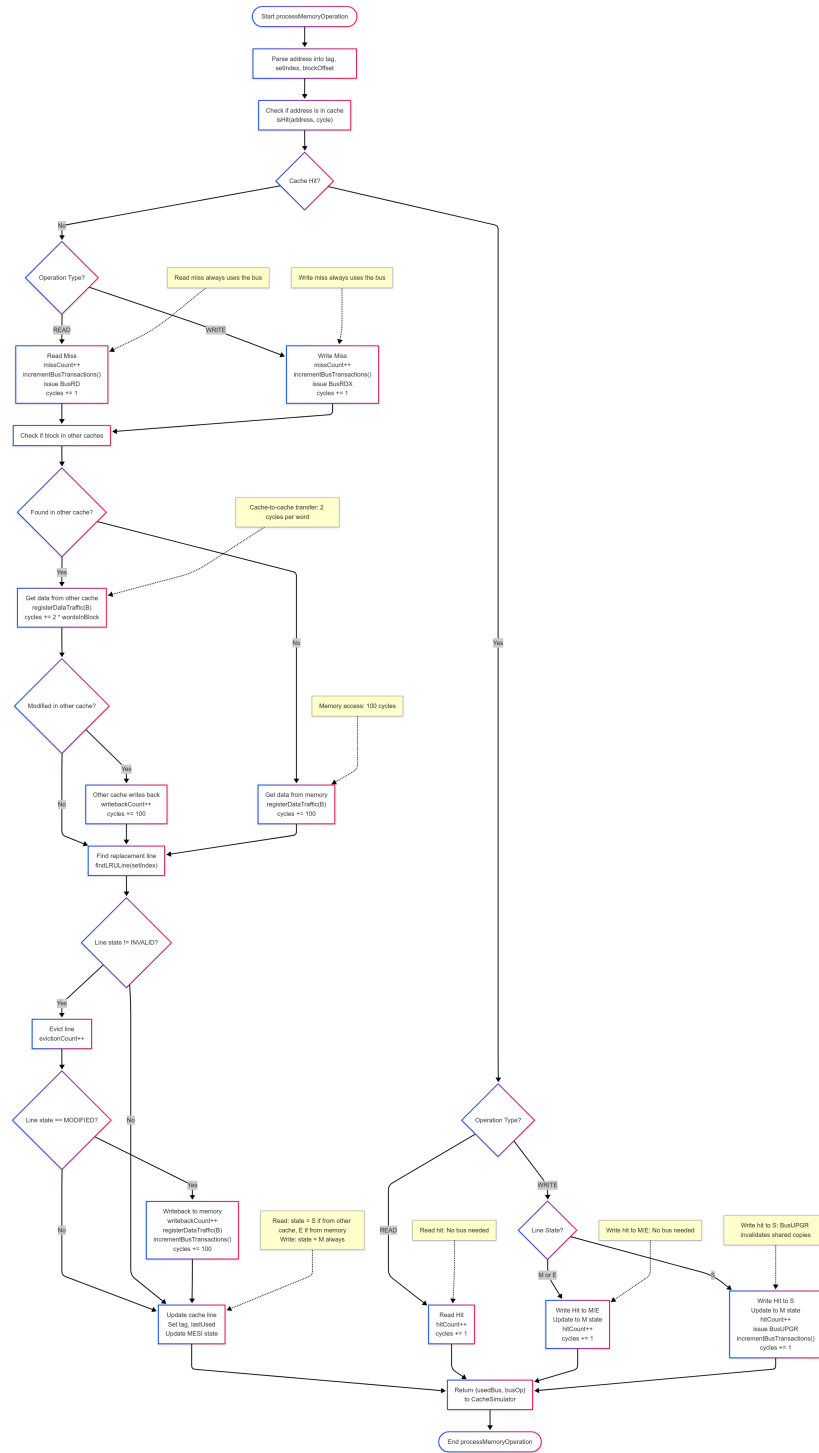 Start processMemoryOperation
Parse address into tag,
setIndex, blockOffset
Check if address is in cache
isHit(address, cycle)
Cache Hit?
No
Operation Type?
Read miss always uses the bus
Write miss always uses the bus
READ
WRITE
Read Miss
missCount++
incrementBusTransactions()
issue BusRD
cycles += 1
Write Miss
missCount++
incrementBusTransactions()
issue BusRDX
cycles += 1
Check if block in other caches
Found in other cache?
Cache-to-cache transfer: 2
cycles per word
Yes
Get data from other cache
registerDataTraffic(B)
cycles += 2 * wordsInBlock
No
Yes
Modified in other cache?
Memory access: 100 cycles
Yes
No
Other cache writes back
writebackCount++
cycles += 100
Get data from memory
registerDataTraffic(B)
cycles += 100
Find replacement line
findLRULine(setIndex)
Line state != INVALID?
Yes
Evict line
evictionCount++
Line state == MODIFIED?
No
Operation Type?
Yes
No
Writeback to memory
writebackCount++
registerDataTraffic(B)
incrementBusTransactions()
cycles += 100
Read: state = S if from other
cache, E if from memory
Write: state = M always
READ
Read hit: No bus needed
WRITE
Line State?
Write hit to M/E: No bus needed
Write hit to S: BusUPGR
invalidates shared copies
M or E
S
Update cache line
Set tag, lastUsed
Update MESI state
Read Hit
hitCount++
cycles += 1
Write Hit to M/E
Update to M state
hitCount++
cycles += 1
Write Hit to S
Update to M state
hitCount++
issue BusUPGR
incrementBusTransactions()
cycles += 1
Return {usedBus, busOp}
to CacheSimulator
End processMemoryOperation